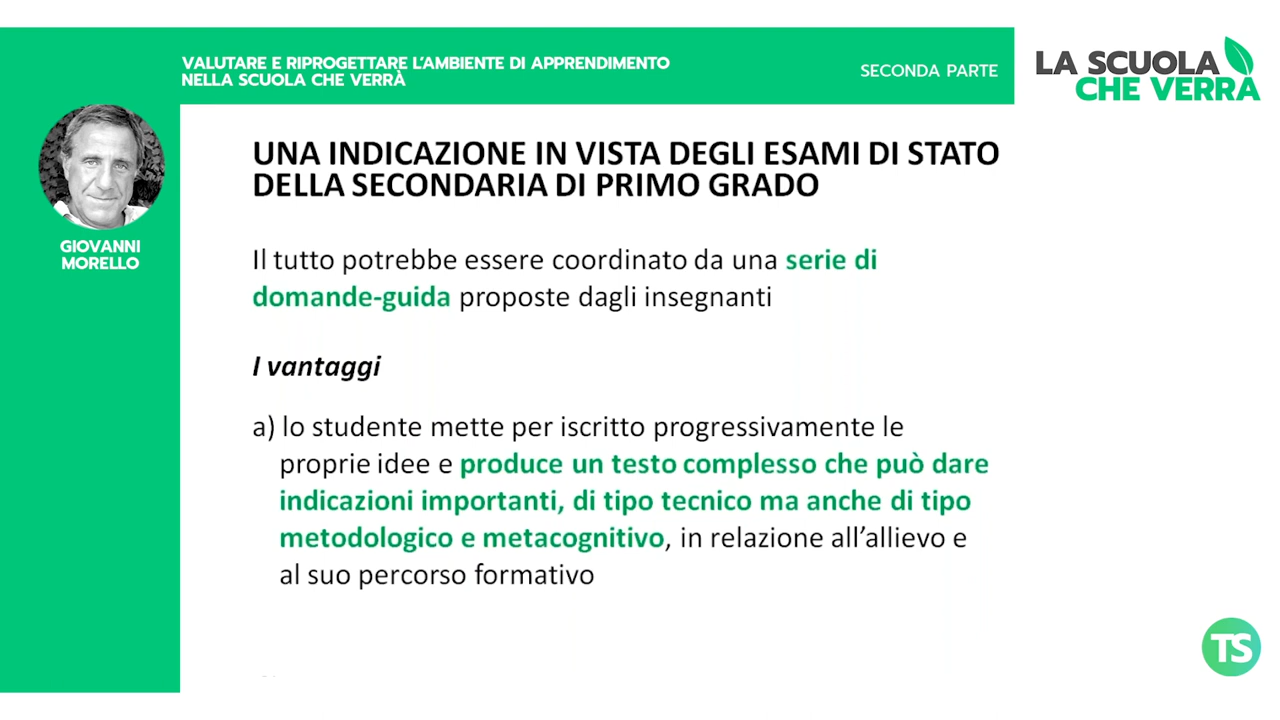 VALUTARE E RIPROGETTARE L'AMBIENTE DI APPRENDIMENTO
NELLA SCUOLA CHE VERRÀ
SECONDA PARTE
LA SCUOLA
CHE VERRÀ
GIOVANNI
MORELLO
UNA INDICAZIONE IN VISTA DEGLI ESAMI DI STATO
DELLA SECONDARIA DI PRIMO GRADO
Il tutto potrebbe essere coordinato da una serie di
domande-guida proposte dagli insegnanti
I vantaggi
a) lo studente mette per iscritto progressivamente le
proprie idee e produce un testo complesso che può dare
indicazioni importanti, di tipo tecnico ma anche di tipo
metodologico e metacognitivo, in relazione all’allievo e
al suo percorso formativo
TS